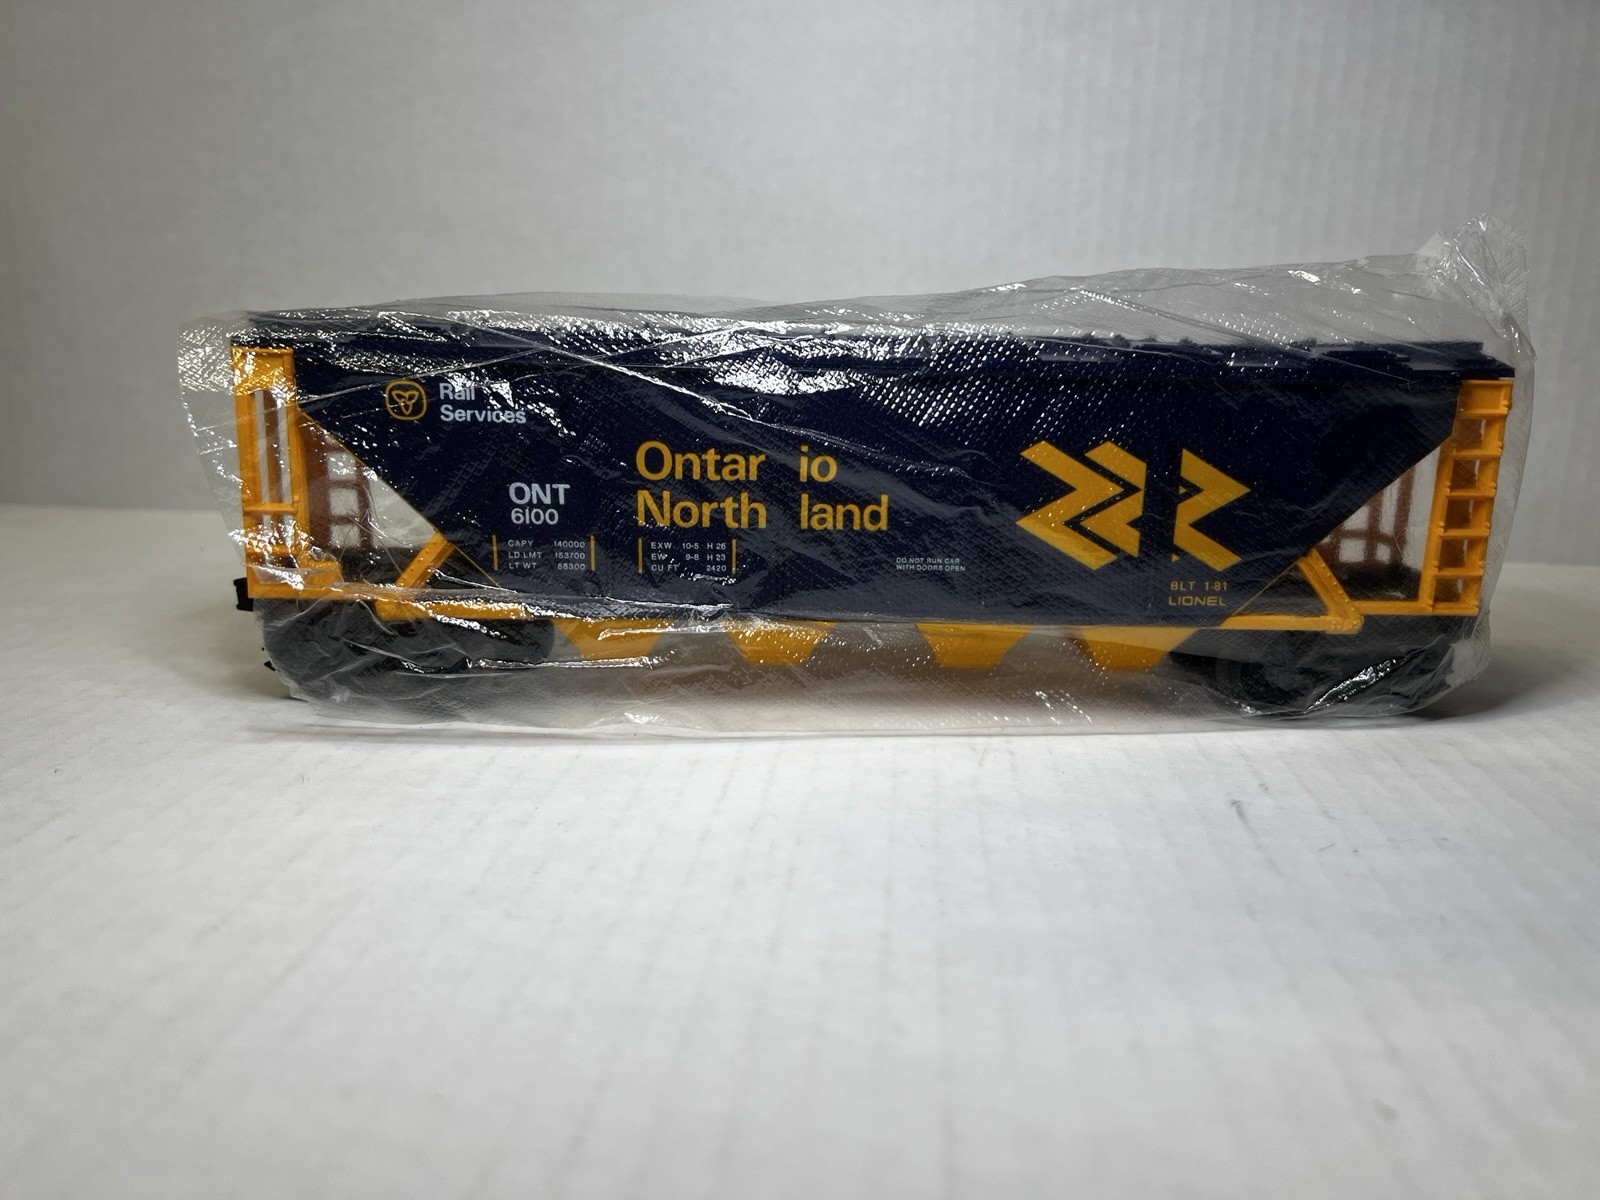 Rail
Services
Ontar io
North land
ONT
6100
CAPY 140000
LD LMT 153700
LT WT 58300
EXW 10-5 H 26
EW 9-8 H 23
CU FT 2420
DO NOT RUN CAR
WITH DOORS OPEN
BLT 1-81
LIONEL